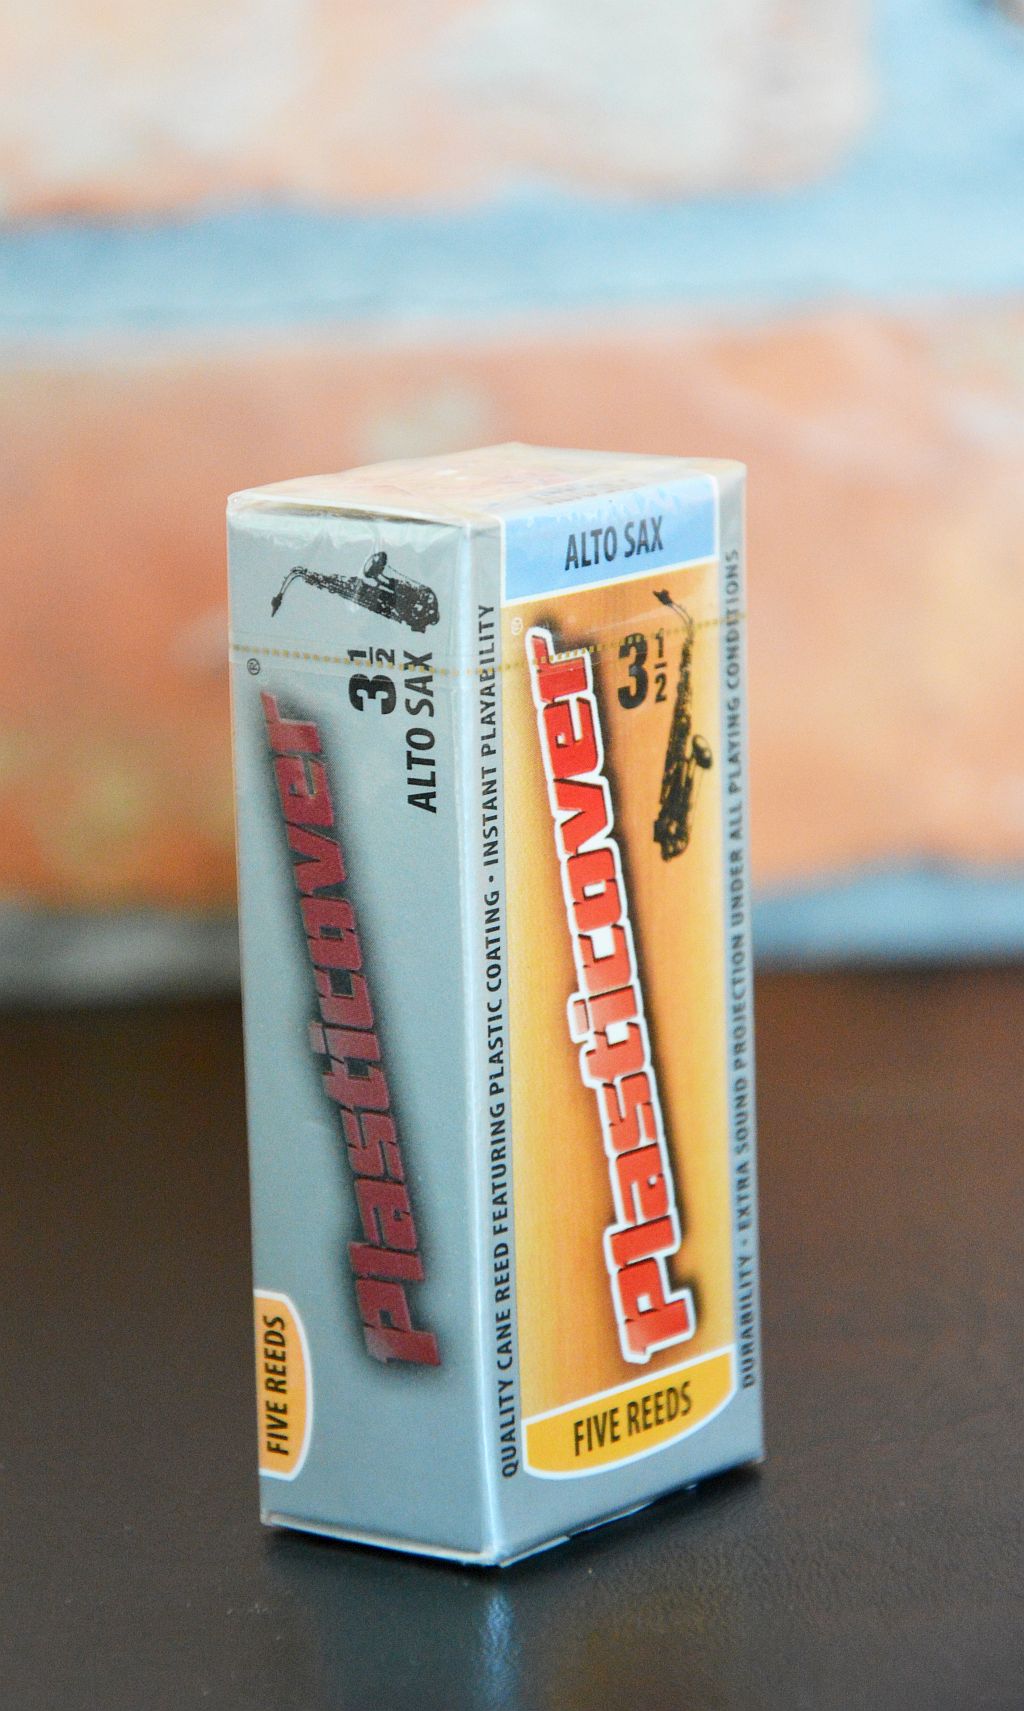 3 1/2
ALTO SAX
®
Plasticover
FIVE REEDS
QUALITY CANE REED FEATURING PLASTIC COATING • INSTANT PLAYABILITY
ALTO SAX
®
3 1/2
Plasticover
FIVE REEDS
DURABILITY • EXTRA SOUND PROJECTION UNDER ALL PLAYING CONDITIONS